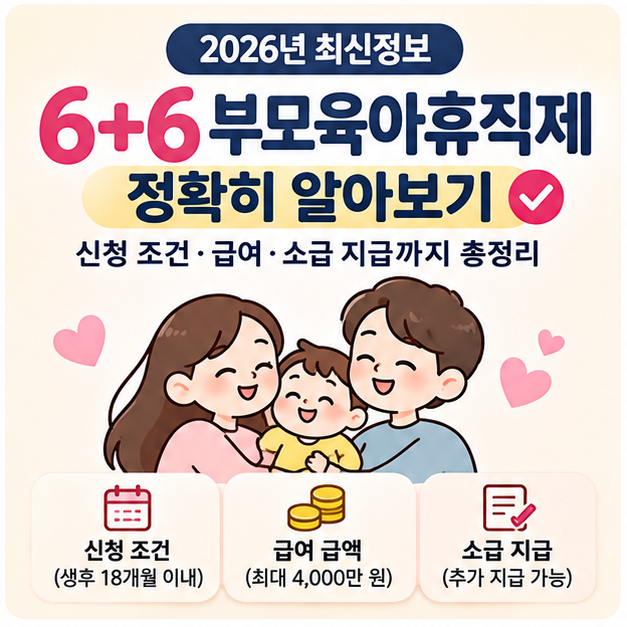 2026년 최신정보
6+6 부모육아휴직제
정확히 알아보기
신청 조건 · 급여 · 소급 지급까지 총정리
신청 조건
(생후 18개월 이내)
급여 금액
(최대 4,000만 원)
소급 지급
(추가 지급 가능)